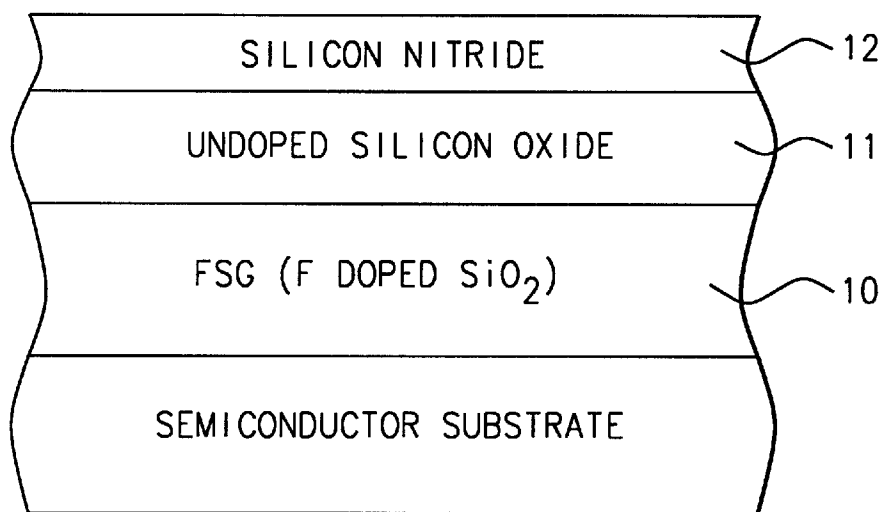 SILICON NITRIDE 12
UNDOPED SILICON OXIDE 11
FSG (F DOPED SiO2) 10
SEMICONDUCTOR SUBSTRATE